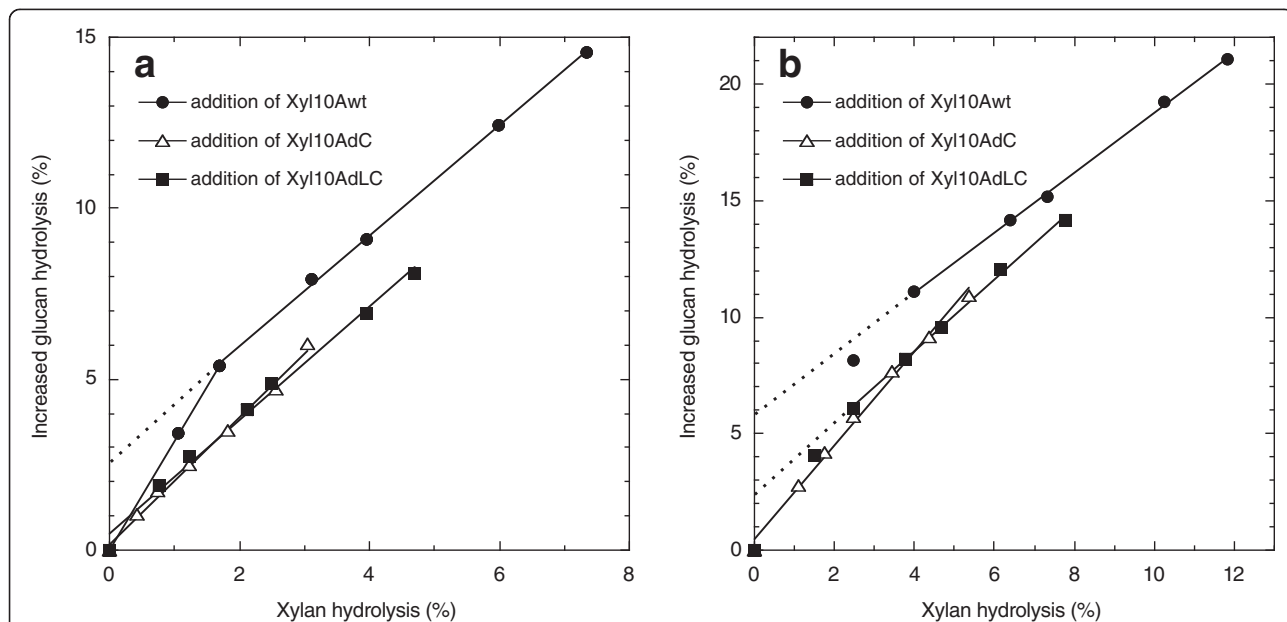 a
addition of Xyl10Awt
addition of Xyl10AdC
addition of Xyl10AdLC
15
10
5
0
Increased glucan hydrolysis (%)
0 2 4 6 8
Xylan hydrolysis (%)
b
addition of Xyl10Awt
addition of Xyl10AdC
addition of Xyl10AdLC
20
15
10
5
0
Increased glucan hydrolysis (%)
0 2 4 6 8 10 12
Xylan hydrolysis (%)